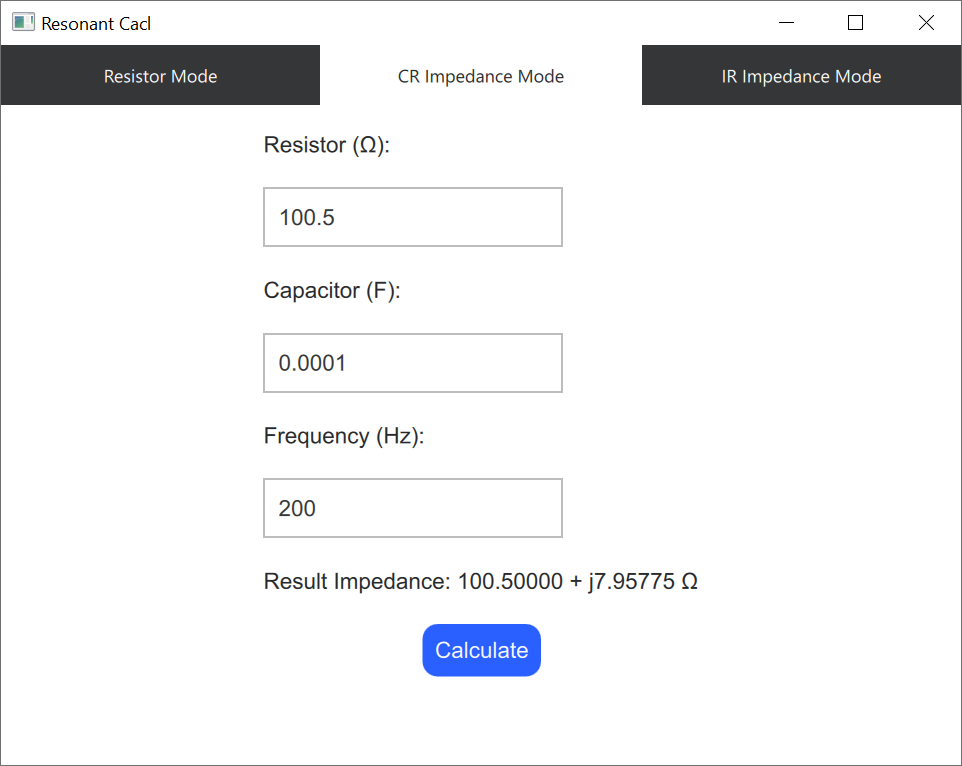 Resonant Cacl
Resistor Mode
CR Impedance Mode
IR Impedance Mode
Resistor (Ω):
100.5
Capacitor (F):
0.0001
Frequency (Hz):
200
Result Impedance: 100.50000 + j7.95775 Ω
Calculate